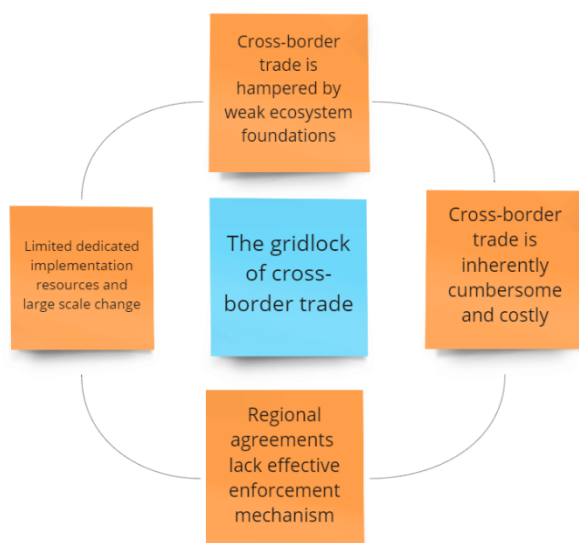 Cross-border
trade is
hampered by
weak ecosystem
foundations
Limited dedicated
implementation
resources and
large scale change
The gridlock
of cross-
border trade
Cross-border
trade is
inherently
cumbersome
and costly
Regional
agreements
lack effective
enforcement
mechanism